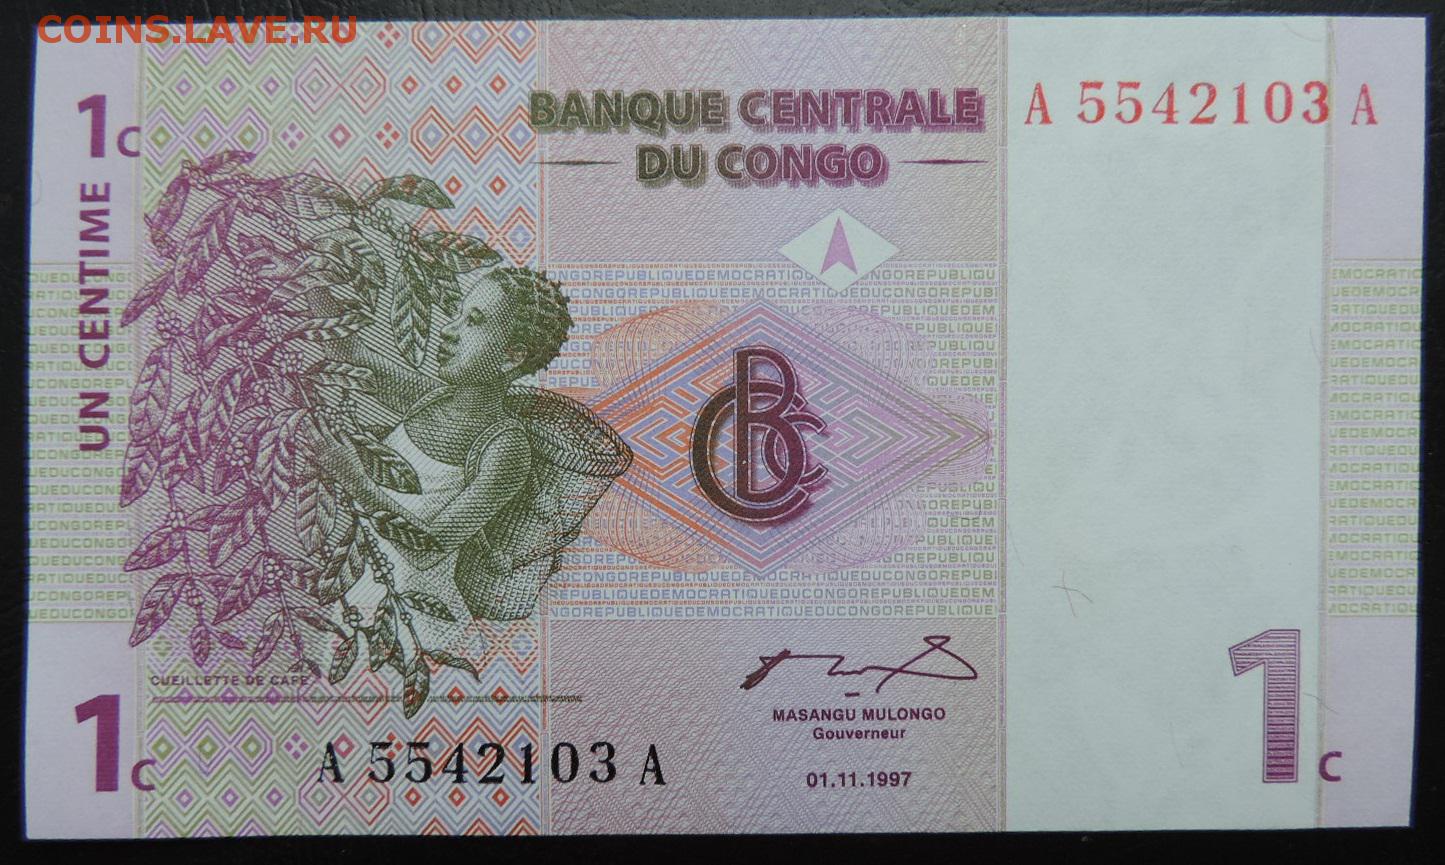 COINS.LAVE.RU
1c
UN CENTIME
BANQUE CENTRALE
DU CONGO
A 5542103 A
BCC
CUEILLETTE DE CAFE
MASANGU MULONGO
Gouverneur
01.11.1997
1c
A 5542103 A
1c